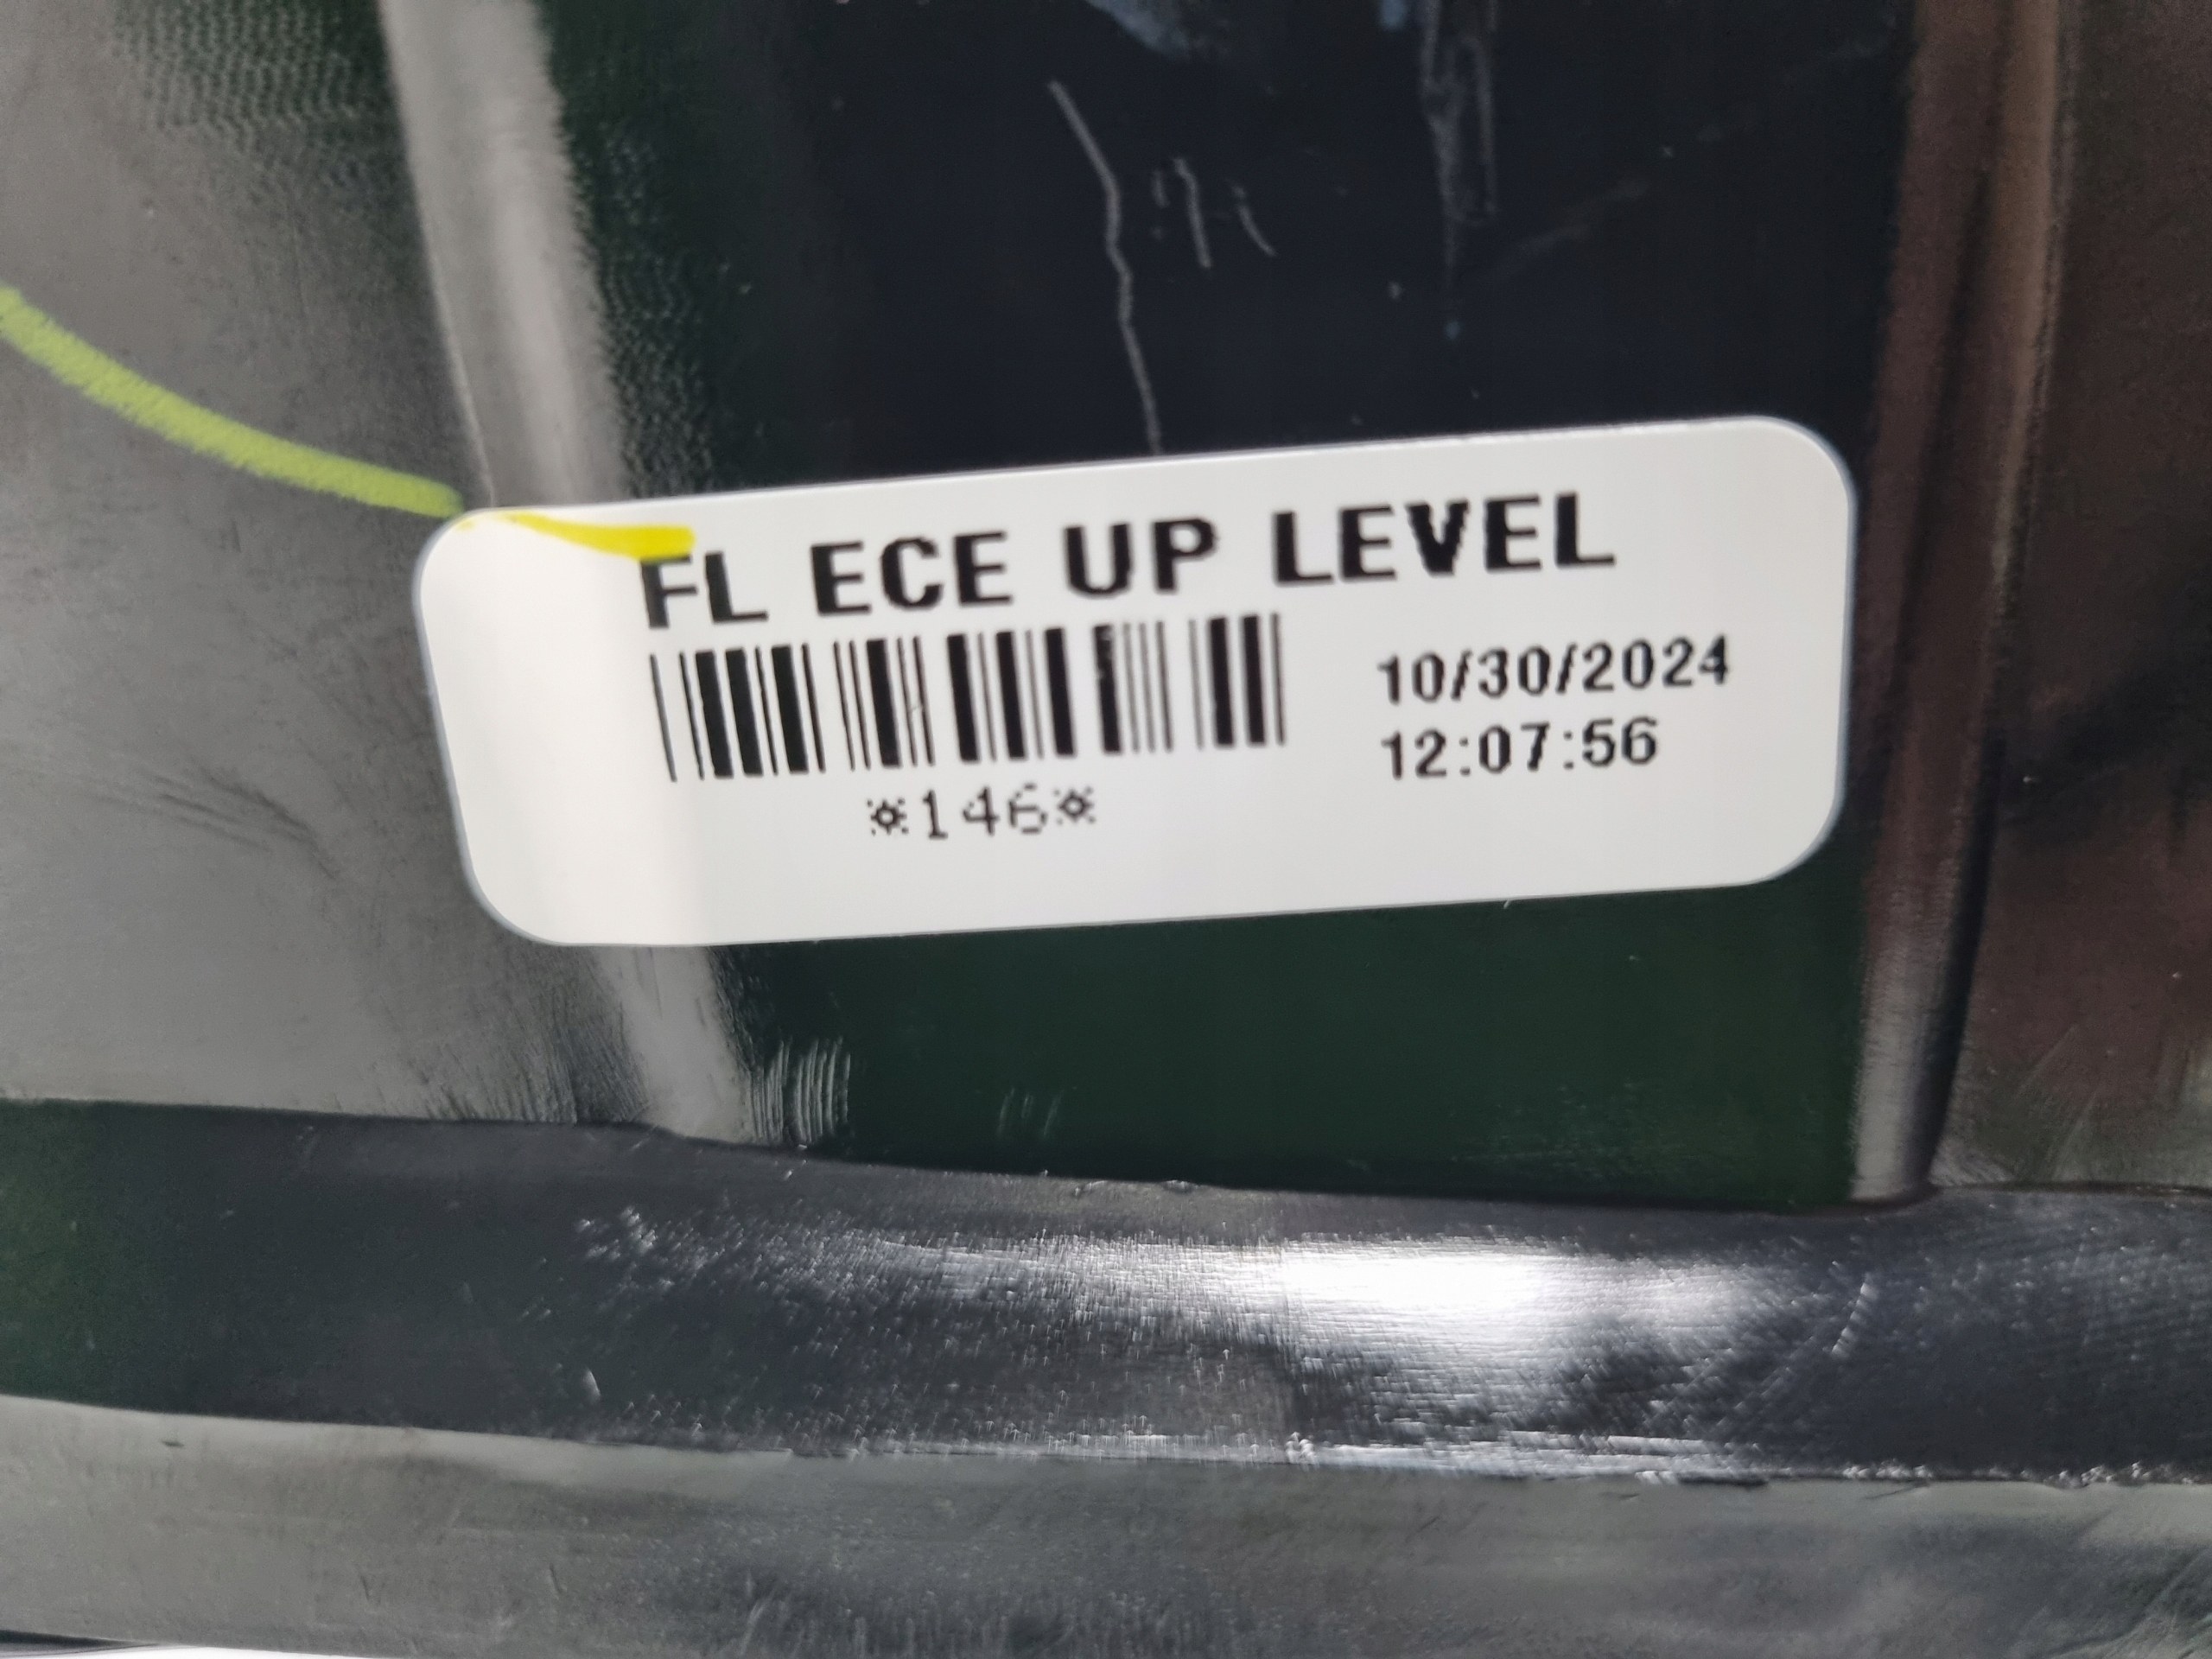 FL ECE UP LEVEL
10/30/2024
12:07:56
*146*